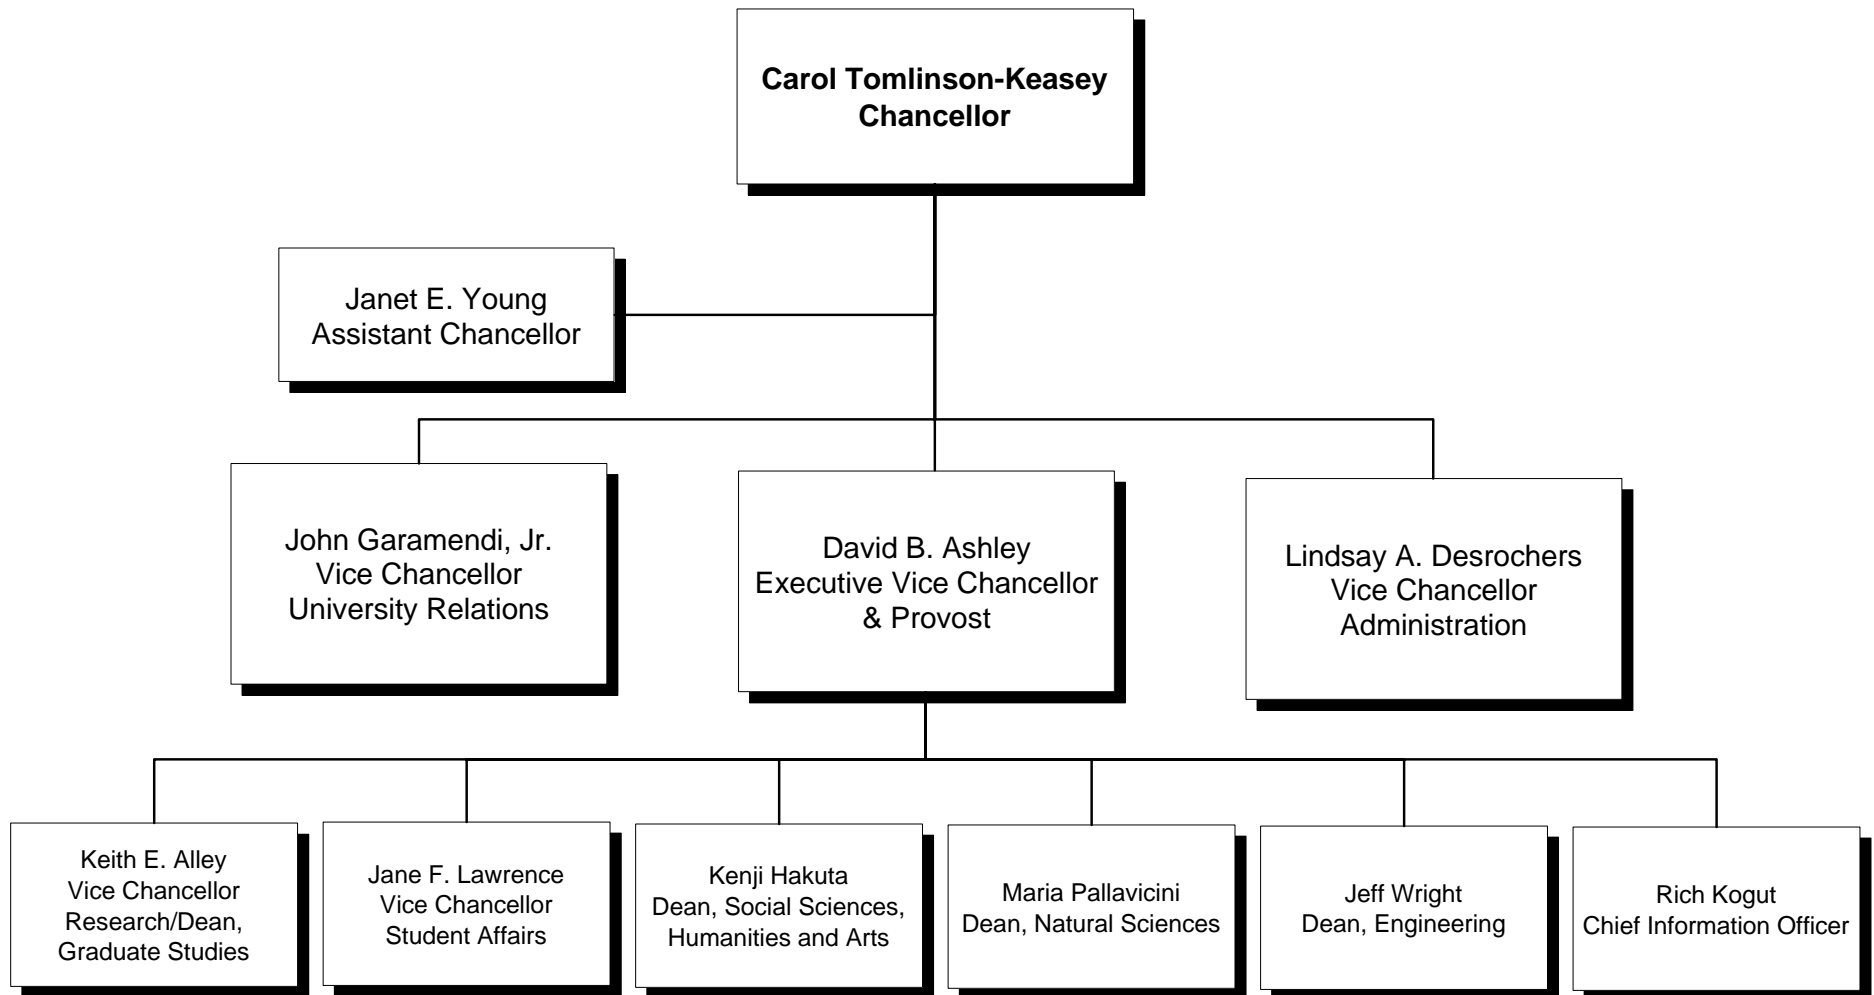 Carol Tomlinson-Keasey
Chancellor
Janet E. Young
Assistant Chancellor
John Garamendi, Jr.
Vice Chancellor
University Relations
David B. Ashley
Executive Vice Chancellor
& Provost
Lindsay A. Desrochers
Vice Chancellor
Administration
Keith E. Alley
Vice Chancellor
Research/Dean,
Graduate Studies
Jane F. Lawrence
Vice Chancellor
Student Affairs
Kenji Hakuta
Dean, Social Sciences,
Humanities and Arts
Maria Pallavicini
Dean, Natural Sciences
Jeff Wright
Dean, Engineering
Rich Kogut
Chief Information Officer